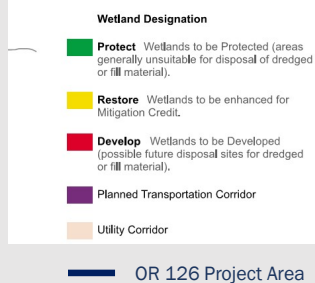 Wetland Designation
Protect Wetlands to be Protected (areas
generally unsuitable for disposal of dredged
or fill material).
Restore Wetlands to be enhanced for
Mitigation Credit.
Develop Wetlands to be Developed
(possible future disposal sites for dredged
or fill material).
Planned Transportation Corridor
Utility Corridor
OR 126 Project Area